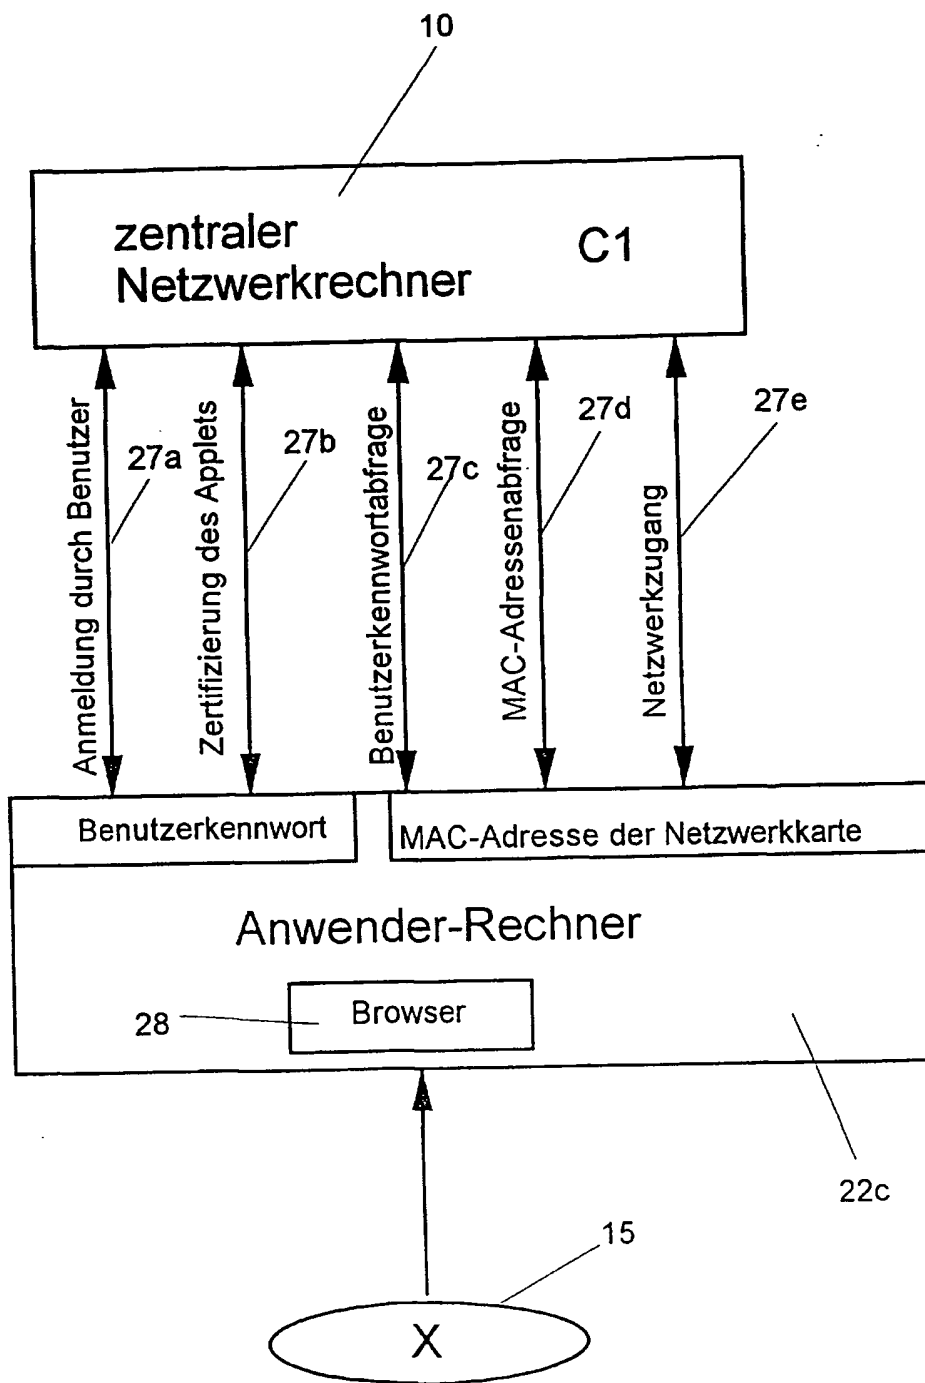 10
zentraler
Netzwerkrechner
C1
Anmeldung durch Benutzer
27a
Zertifizierung des Applets
27b
Benutzerkennwortabfrage
27c
MAC-Adressenabfrage
27d
Netzwerkzugang
27e
Benutzerkennwort
MAC-Adresse der Netzwerkkarte
Anwender-Rechner
28
Browser
22c
15
X